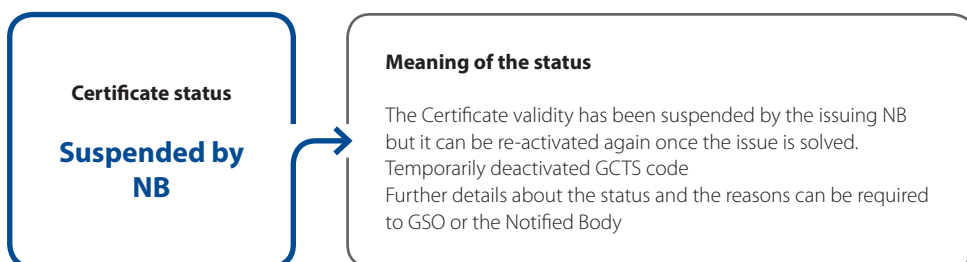 Certificate status
Suspended by
NB
Meaning of the status
The Certificate validity has been suspended by the issuing NB
but it can be re-activated again once the issue is solved.
Temporarily deactivated GCTS code
Further details about the status and the reasons can be required
to GSO or the Notified Body